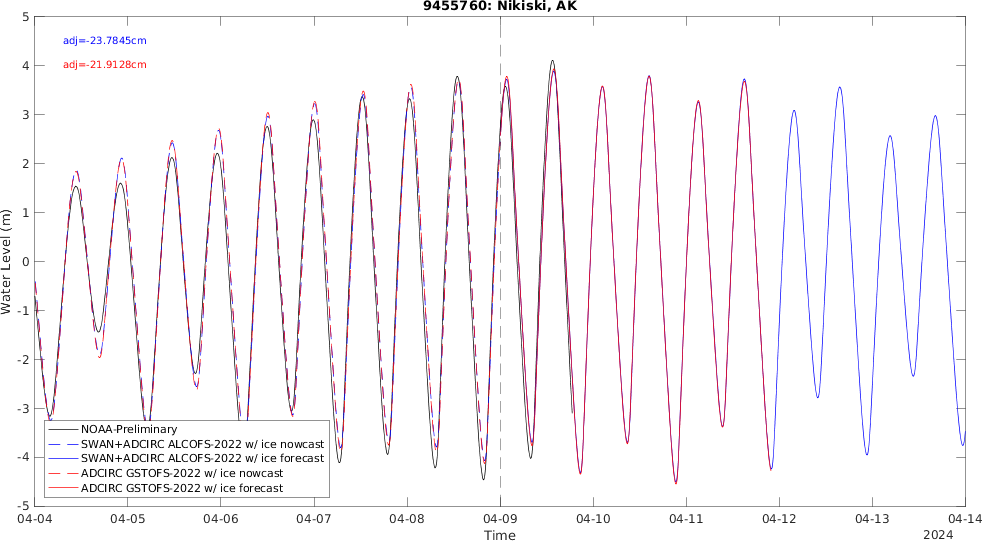 9455760: Nikiski, AK
adj=-23.7845cm
adj=-21.9128cm
Water Level (m)
5
4
3
2
1
0
-1
-2
-3
-4
-5
NOAA-Preliminary
SWAN+ADCIRC ALCOFS-2022 w/ ice nowcast
SWAN+ADCIRC ALCOFS-2022 w/ ice forecast
ADCIRC GSTOFS-2022 w/ ice nowcast
ADCIRC GSTOFS-2022 w/ ice forecast
04-04 04-05 04-06 04-07 04-08 04-09 04-10 04-11 04-12 04-13 04-14
Time
2024